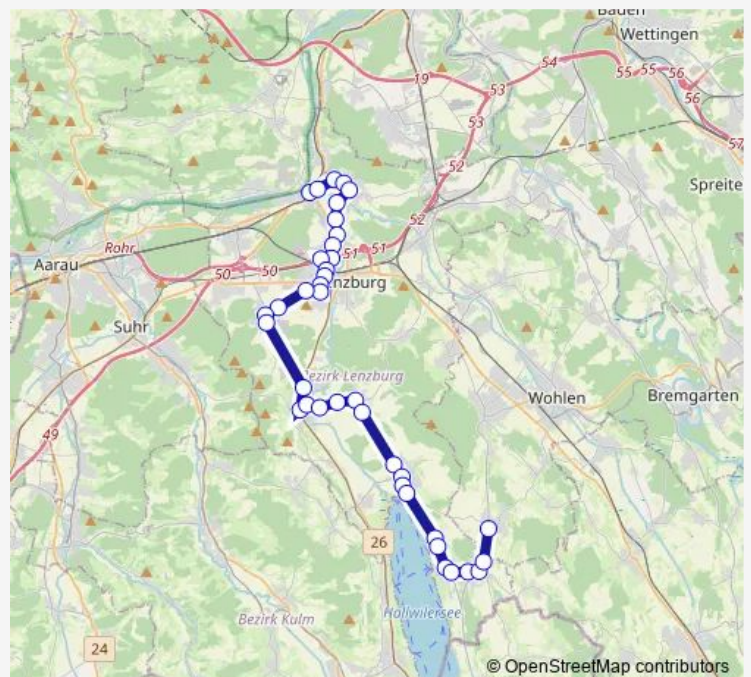 Baden
Wettingen
54
19
53
55
55
56
56
53
57
52
Spreite
52
Rohr
51
51
Aarau
50
50
nzburg
Suhr
Bezirk Lenzburg
Wohlen
Bremgarten
49
26
Hallwilersee
Bezirk Kulm
24
© OpenStreetMap contributors